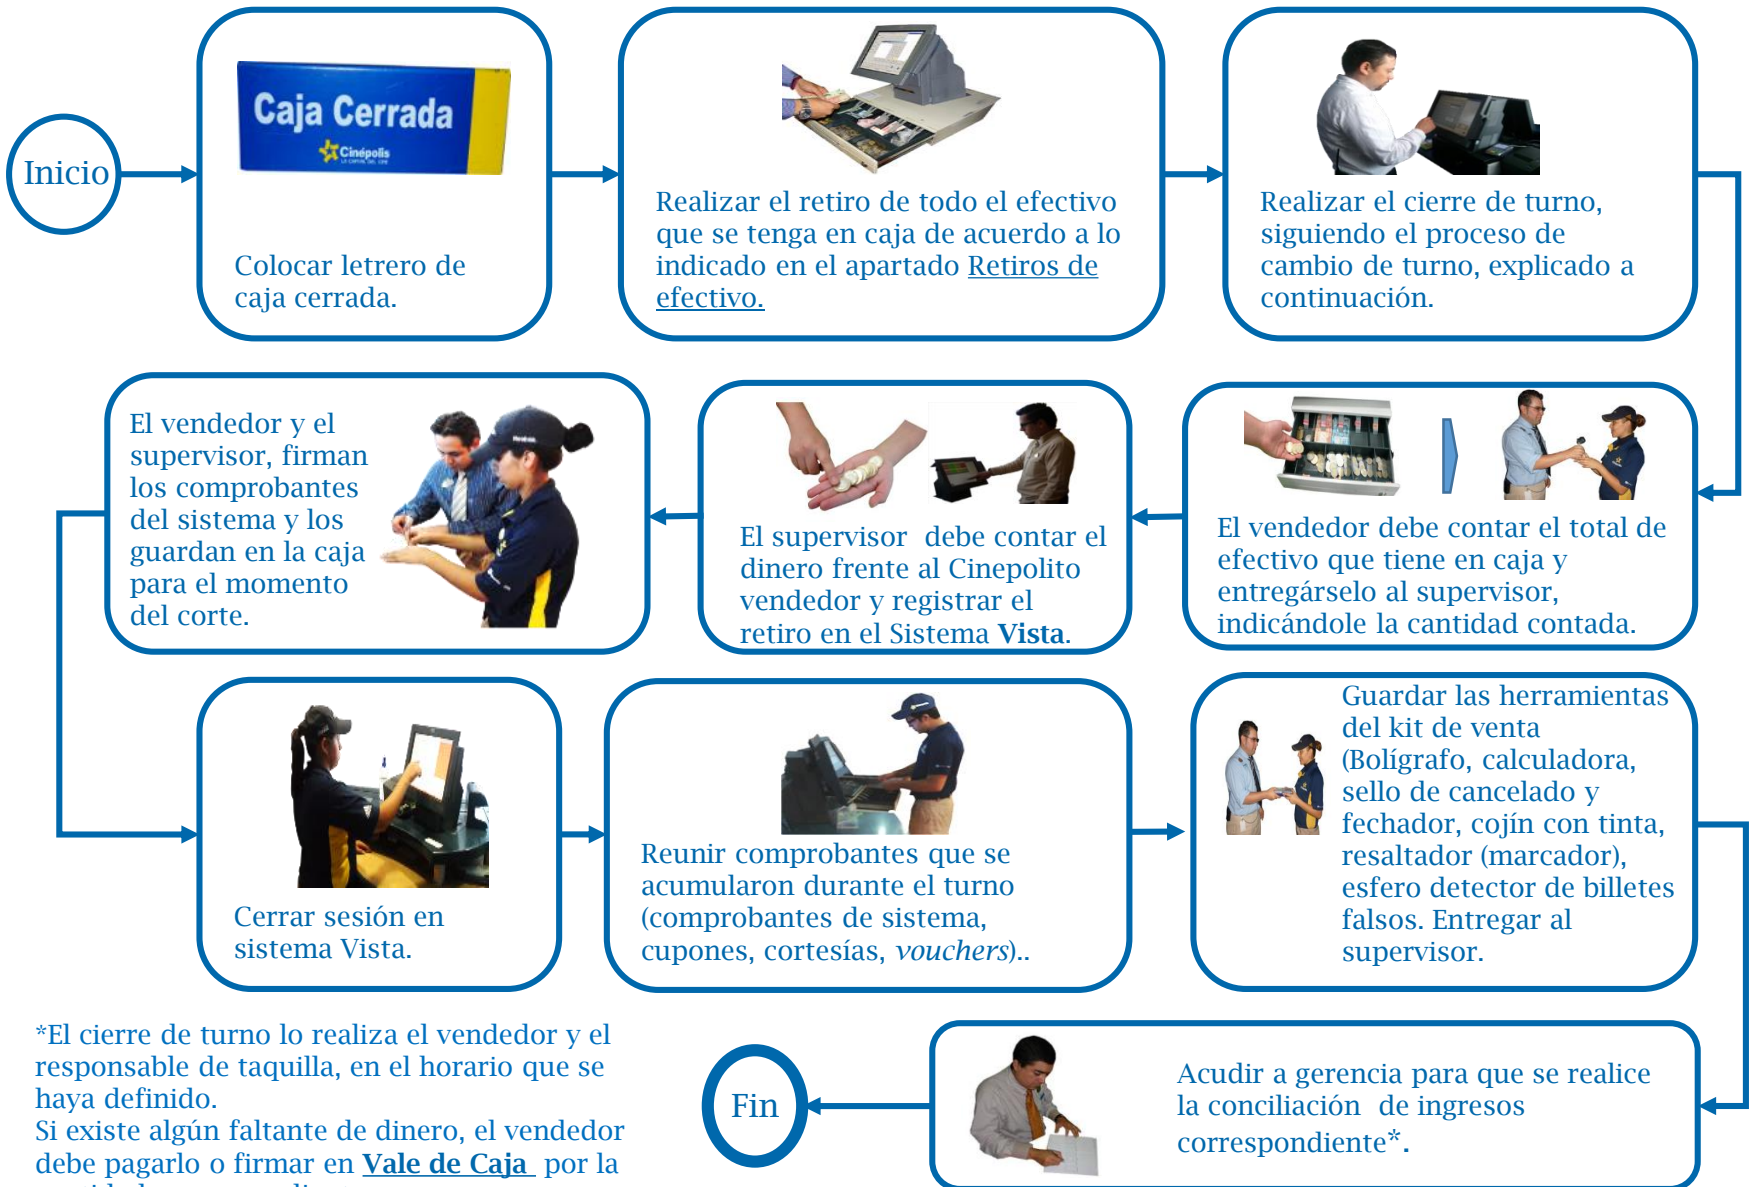 Inicio
Caja Cerrada
Cinépolis
LA CAPITAL DEL CINE
Colocar letrero de
caja cerrada.
Realizar el retiro de todo el efectivo
que se tenga en caja de acuerdo a lo
indicado en el apartado Retiros de
efectivo.
Realizar el cierre de turno,
siguiendo el proceso de
cambio de turno, explicado a
continuación.
El vendedor debe contar el total de
efectivo que tiene en caja y
entregárselo al supervisor,
indicándole la cantidad contada.
El supervisor  debe contar el
dinero frente al Cinepolito
vendedor y registrar el
retiro en el Sistema Vista.
El vendedor y el
supervisor, firman
los comprobantes
del sistema y los
guardan en la caja
para el momento
del corte.
Cerrar sesión en
sistema Vista.
Reunir comprobantes que se
acumularon durante el turno
(comprobantes de sistema,
cupones, cortesías, vouchers)..
Guardar las herramientas
del kit de venta
(Bolígrafo, calculadora,
sello de cancelado y
fechador, cojín con tinta,
resaltador (marcador),
esfero detector de billetes
falsos. Entregar al
supervisor.
Acudir a gerencia para que se realice
la conciliación  de ingresos
correspondiente*.
Fin
*El cierre de turno lo realiza el vendedor y el
responsable de taquilla, en el horario que se
haya definido.
Si existe algún faltante de dinero, el vendedor
debe pagarlo o firmar en Vale de Caja  por la